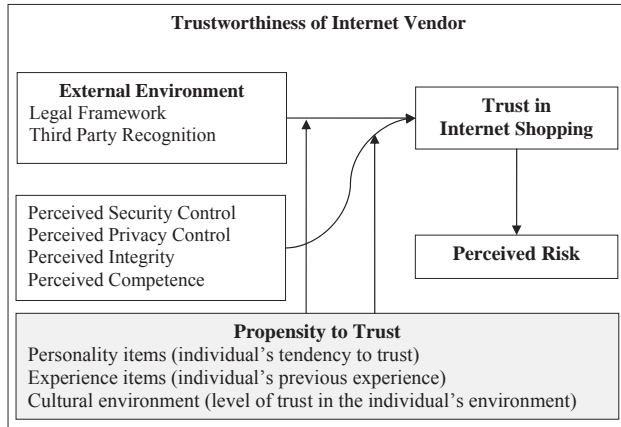 Trustworthiness of Internet Vendor
External Environment
Legal Framework
Third Party Recognition
Trust in
Internet Shopping
Perceived Security Control
Perceived Privacy Control
Perceived Integrity
Perceived Competence
Perceived Risk
Propensity to Trust
Personality items (individual's tendency to trust)
Experience items (individual's previous experience)
Cultural environment (level of trust in the individual's environment)